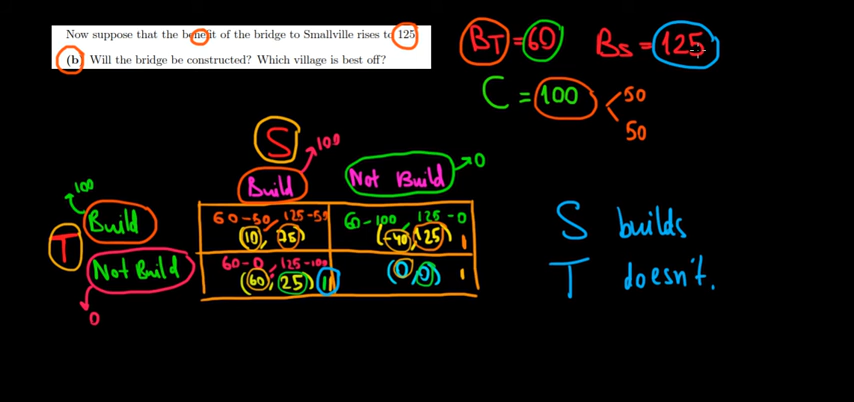 Now suppose that the benefit of the bridge to Smallville rises to 125
(b) Will the bridge be constructed? Which village is best off?
BT = 60 BS = 125
C = 100 50
50
S
100
0
Build Not Build
100
T Build 60-50, 125-50 60-100, 125-0
(10, 75) (-40, 125) 1
Not Build 60-0, 125-100
(60, 25) 1 (0, 0) 1
0
S builds
T doesn't.